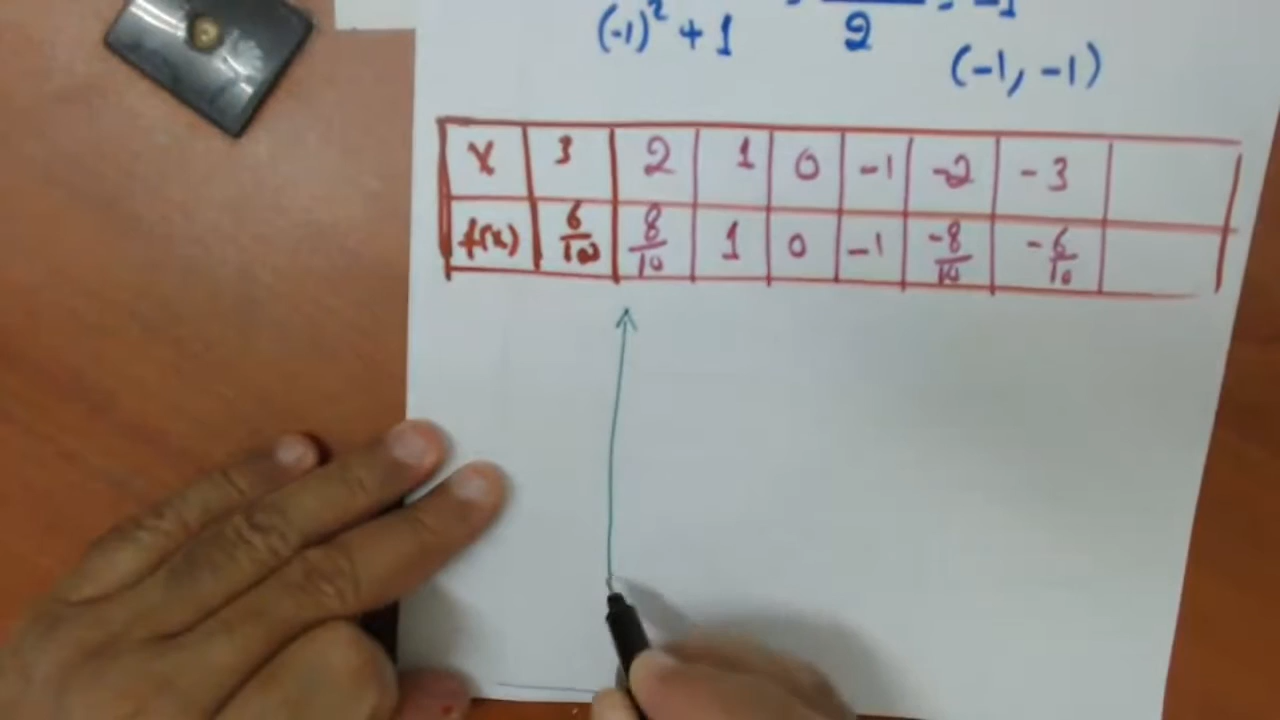 (-1)² + 1 2 -1
(-1, -1)
x 3 2 1 0 -1 -2 -3
f(x) 6/10 8/10 1 0 -1 -8/10 -6/10